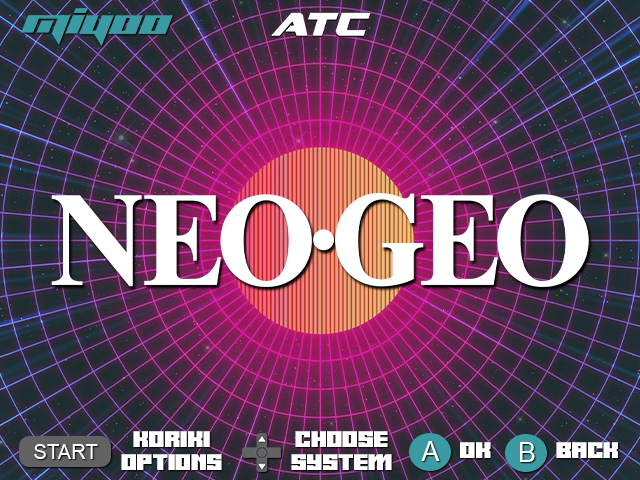 miyoo
ATC
NEO·GEO
START
KORIKI
OPTIONS
CHOOSE
SYSTEM
A
OK
B
BACK